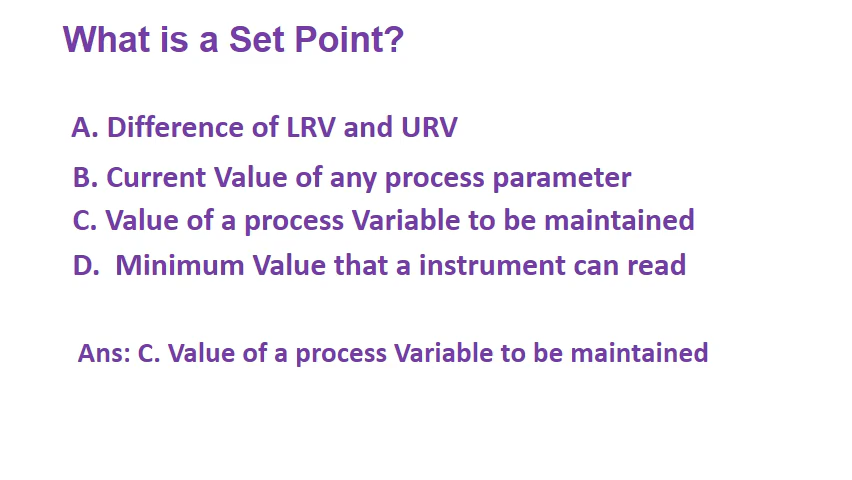 What is a Set Point?
A. Difference of LRV and URV
B. Current Value of any process parameter
C. Value of a process Variable to be maintained
D. Minimum Value that a instrument can read
Ans: C. Value of a process Variable to be maintained